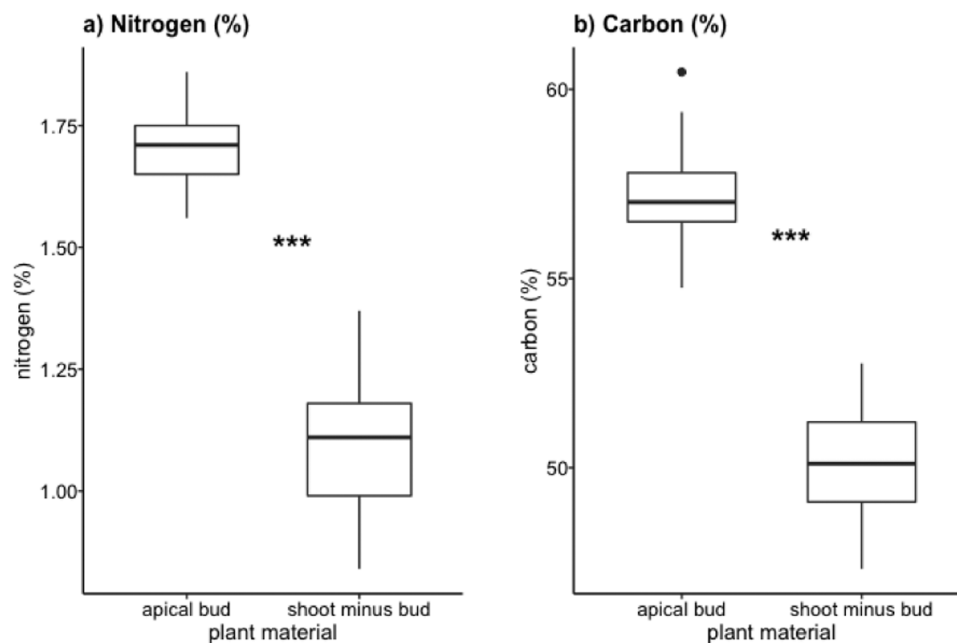 a) Nitrogen (%)
nitrogen (%)
1.75
1.50
1.25
1.00
***
apical bud
shoot minus bud
plant material
b) Carbon (%)
carbon (%)
60
55
50
***
apical bud
shoot minus bud
plant material